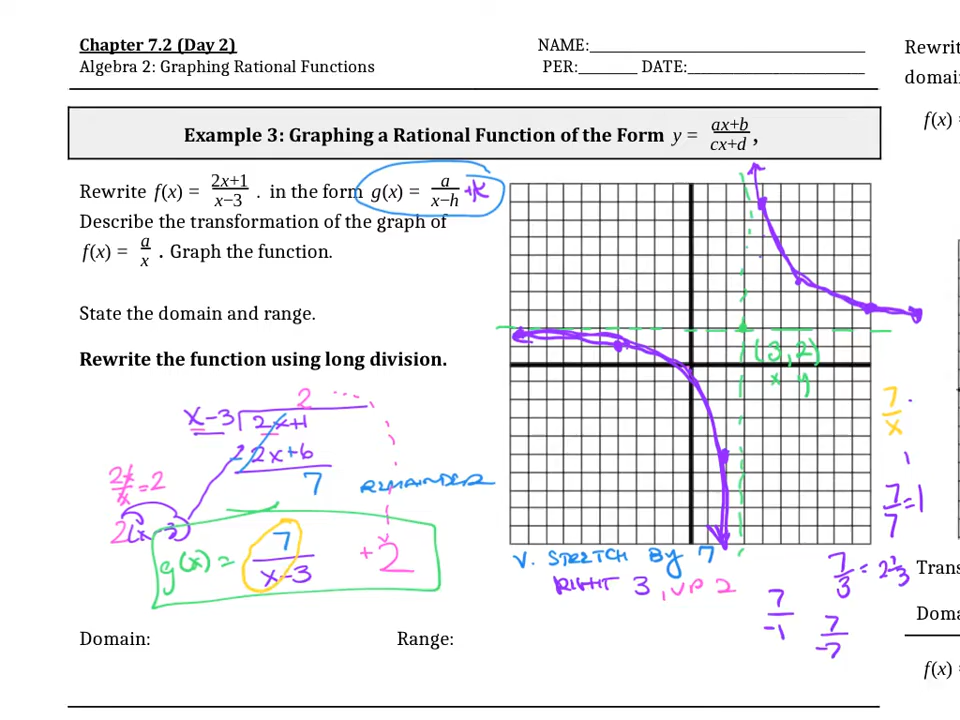 Chapter 7.2 (Day 2)
NAME:
Algebra 2: Graphing Rational Functions
PER: DATE:
Example 3: Graphing a Rational Function of the Form y = (ax+b)/(cx+d) ,
Rewrite f(x) = (2x+1)/(x−3) . in the form g(x) = a/(x−h) +k
Describe the transformation of the graph of
f(x) = a/x . Graph the function.
State the domain and range.
Rewrite the function using long division.
2
x-3 2x+1
2x+6
2x/x = 2
7 REMAINDER
2(x-3)
g(x) = 7/(x-3) +2
(3,2)
x y
7/x
7/7 = 1
7/3 = 2 1/3
7/-1
7/-7
V. STRETCH BY 7
RIGHT 3, UP 2
Domain: Range:
Rewrit
domai
f(x) =
Trans
Doma
f(x) =